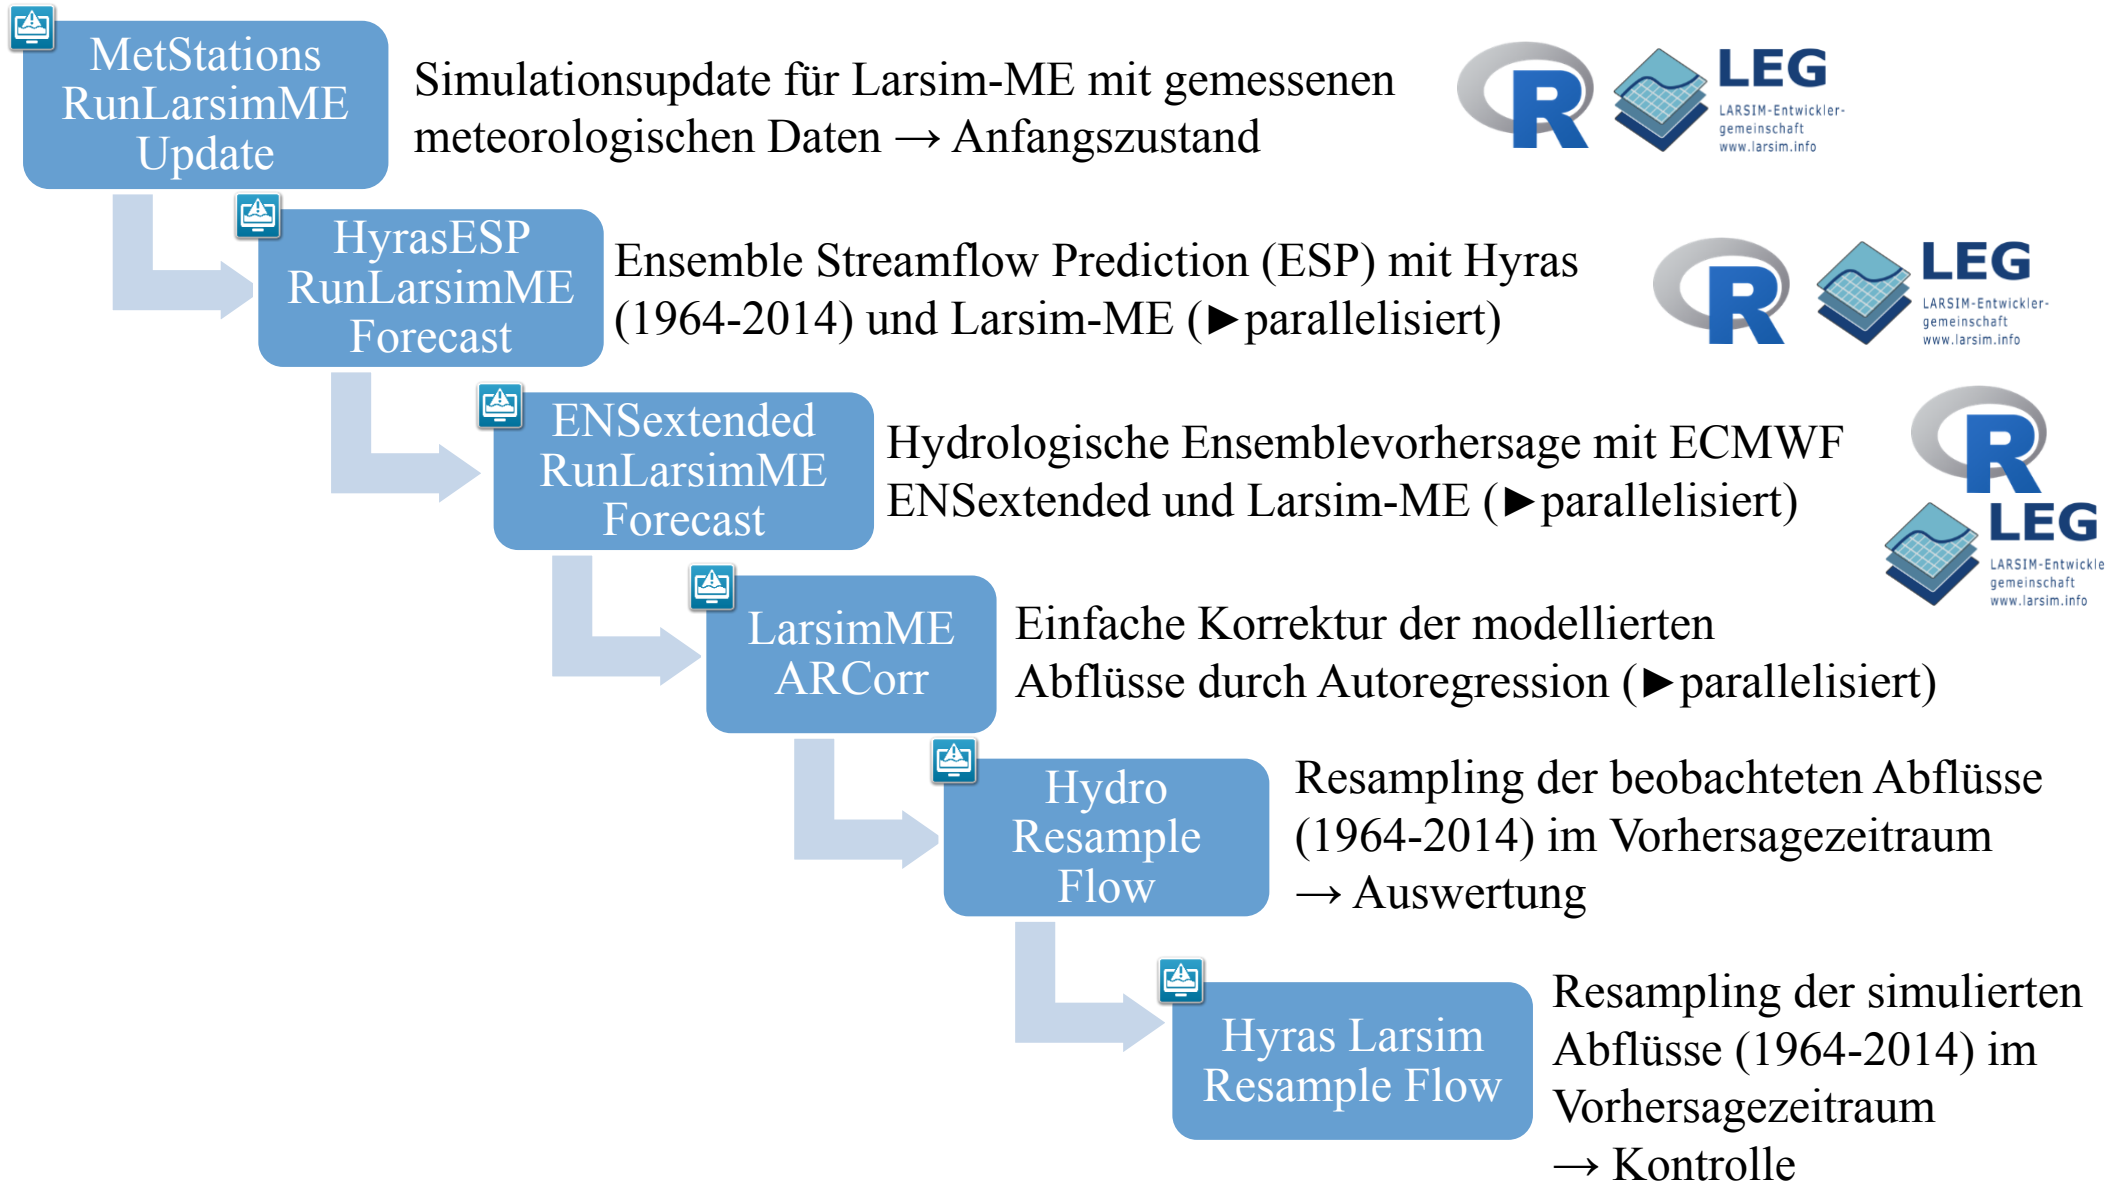 MetStations
RunLarsimME
Update
Simulationsupdate für Larsim-ME mit gemessenen
meteorologischen Daten → Anfangszustand
R
LEG
LARSIM-Entwickler-
gemeinschaft
www.larsim.info
HyrasESP
RunLarsimME
Forecast
Ensemble Streamflow Prediction (ESP) mit Hyras
(1964-2014) und Larsim-ME (►parallelisiert)
R
LEG
LARSIM-Entwickler-
gemeinschaft
www.larsim.info
ENSextended
RunLarsimME
Forecast
Hydrologische Ensemblevorhersage mit ECMWF
ENSextended und Larsim-ME (►parallelisiert)
R
LEG
LARSIM-Entwickle
gemeinschaft
www.larsim.info
LarsimME
ARCorr
Einfache Korrektur der modellierten
Abflüsse durch Autoregression (►parallelisiert)
Hydro
Resample
Flow
Resampling der beobachteten Abflüsse
(1964-2014) im Vorhersagezeitraum
→ Auswertung
Hyras Larsim
Resample Flow
Resampling der simulierten
Abflüsse (1964-2014) im
Vorhersagezeitraum
→ Kontrolle